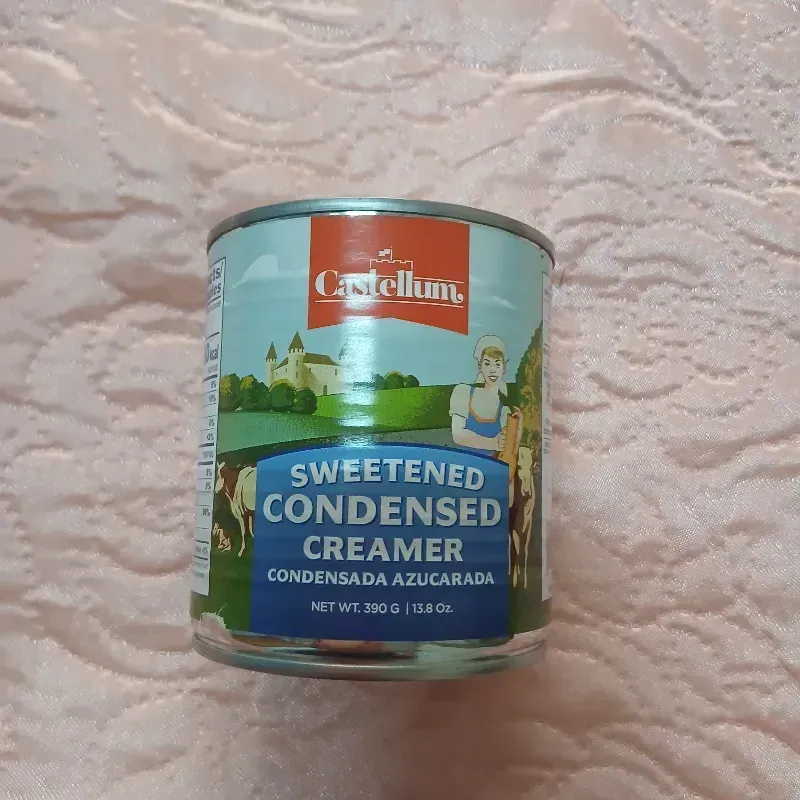 Castellum
SWEETENED
CONDENSED
CREAMER
CONDENSADA AZUCARADA
NET WT. 390 G | 13.8 Oz.